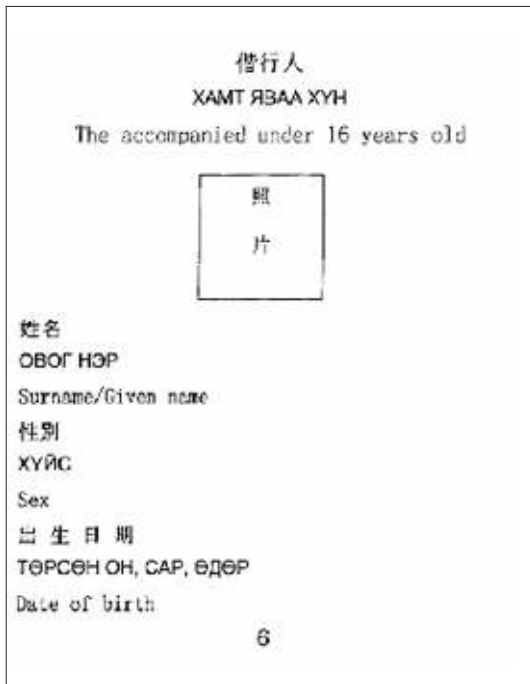 偕行人
ХАМТ ЯВАА ХҮН
The accompanied under 16 years old
照
片
姓名
ОВОГ НЭР
Surname/Given name
性别
ХҮЙС
Sex
出 生 日 期
ТӨРСӨН ОН, САР, ӨДӨР
Date of birth
6